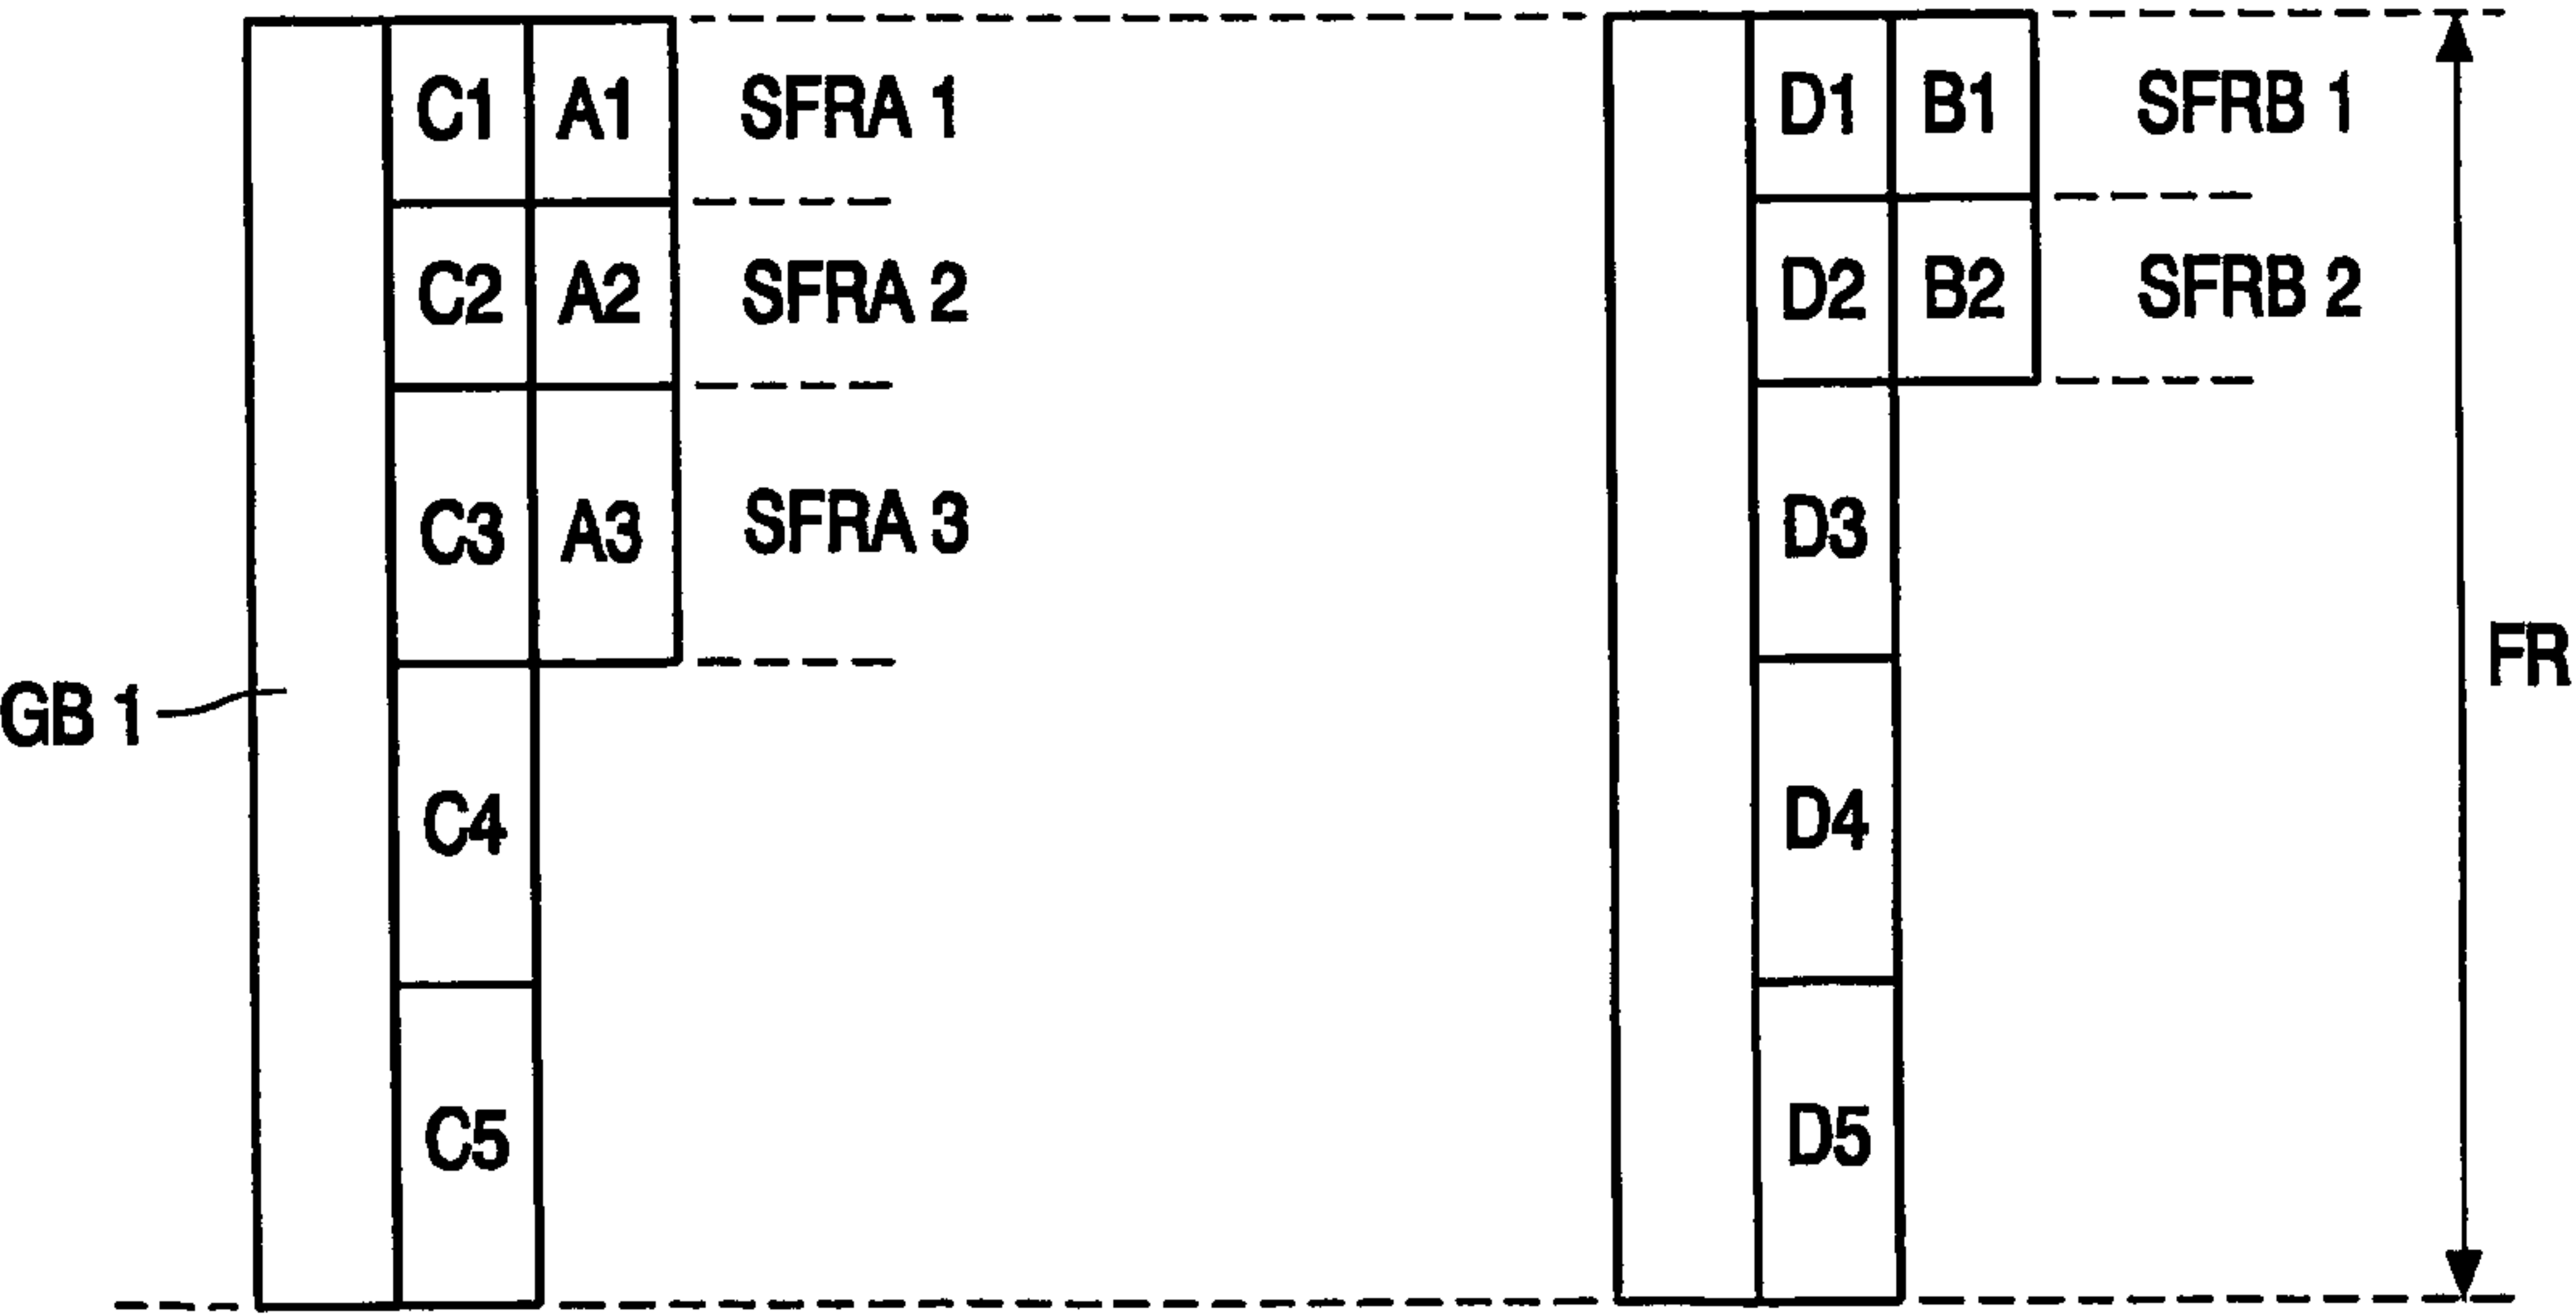 C1 A1 SFRA 1 D1 B1 SFRB 1
C2 A2 SFRA 2 D2 B2 SFRB 2
C3 A3 SFRA 3 D3
FR
GB 1
C4 D4
C5 D5